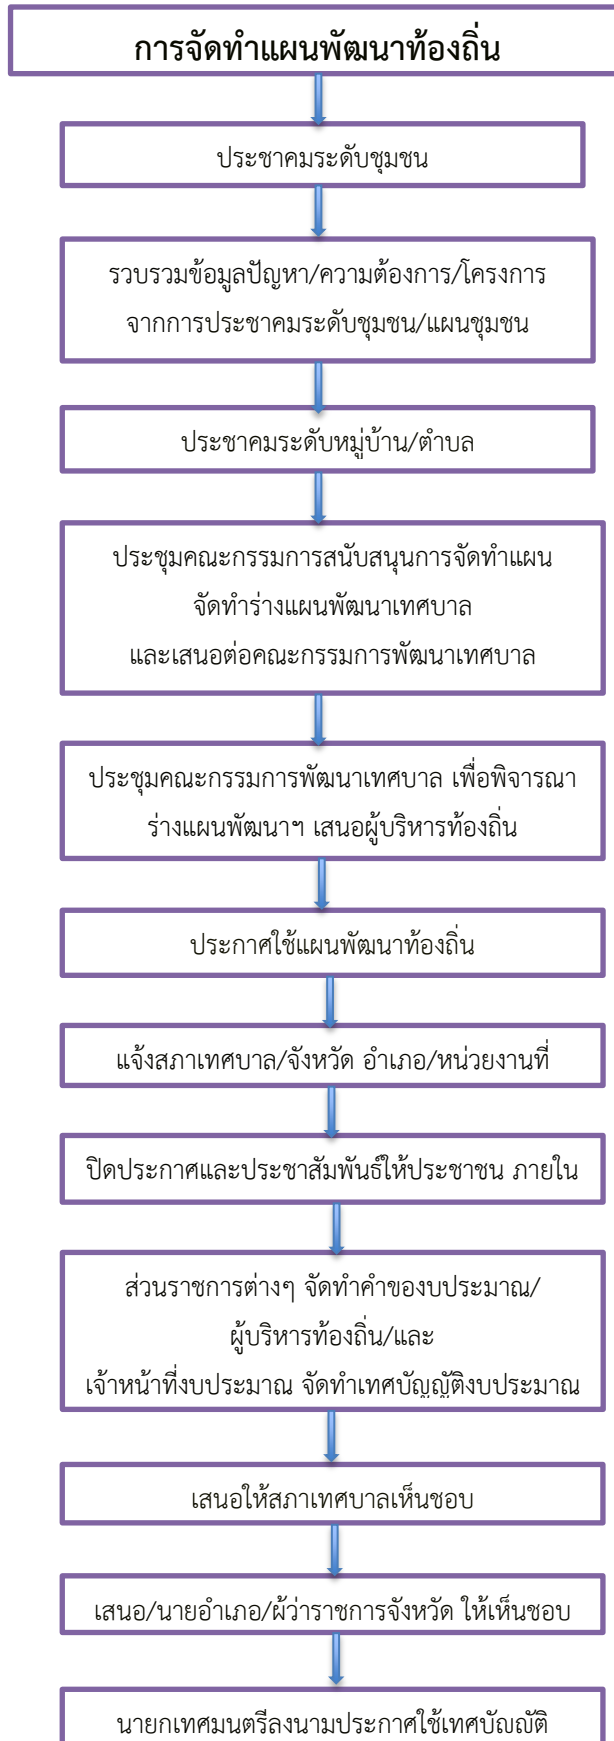 การจัดทำแผนพัฒนาท้องถิ่น
ประชาคมระดับชุมชน
รวบรวมข้อมูลปัญหา/ความต้องการ/โครงการ
จากการประชาคมระดับชุมชน/แผนชุมชน
ประชาคมระดับหมู่บ้าน/ตำบล
ประชุมคณะกรรมการสนับสนุนการจัดทำแผน
จัดทำร่างแผนพัฒนาเทศบาล
และเสนอต่อคณะกรรมการพัฒนาเทศบาล
ประชุมคณะกรรมการพัฒนาเทศบาล เพื่อพิจารณา
ร่างแผนพัฒนาฯ เสนอผู้บริหารท้องถิ่น
ประกาศใช้แผนพัฒนาท้องถิ่น
แจ้งสภาเทศบาล/จังหวัด อำเภอ/หน่วยงานที่
ปิดประกาศและประชาสัมพันธ์ให้ประชาชน ภายใน
ส่วนราชการต่างๆ จัดทำคำของบประมาณ/
ผู้บริหารท้องถิ่น/และ
เจ้าหน้าที่งบประมาณ จัดทำเทศบัญญัติงบประมาณ
เสนอให้สภาเทศบาลเห็นชอบ
เสนอ/นายอำเภอ/ผู้ว่าราชการจังหวัด ให้เห็นชอบ
นายกเทศมนตรีลงนามประกาศใช้เทศบัญญัติ